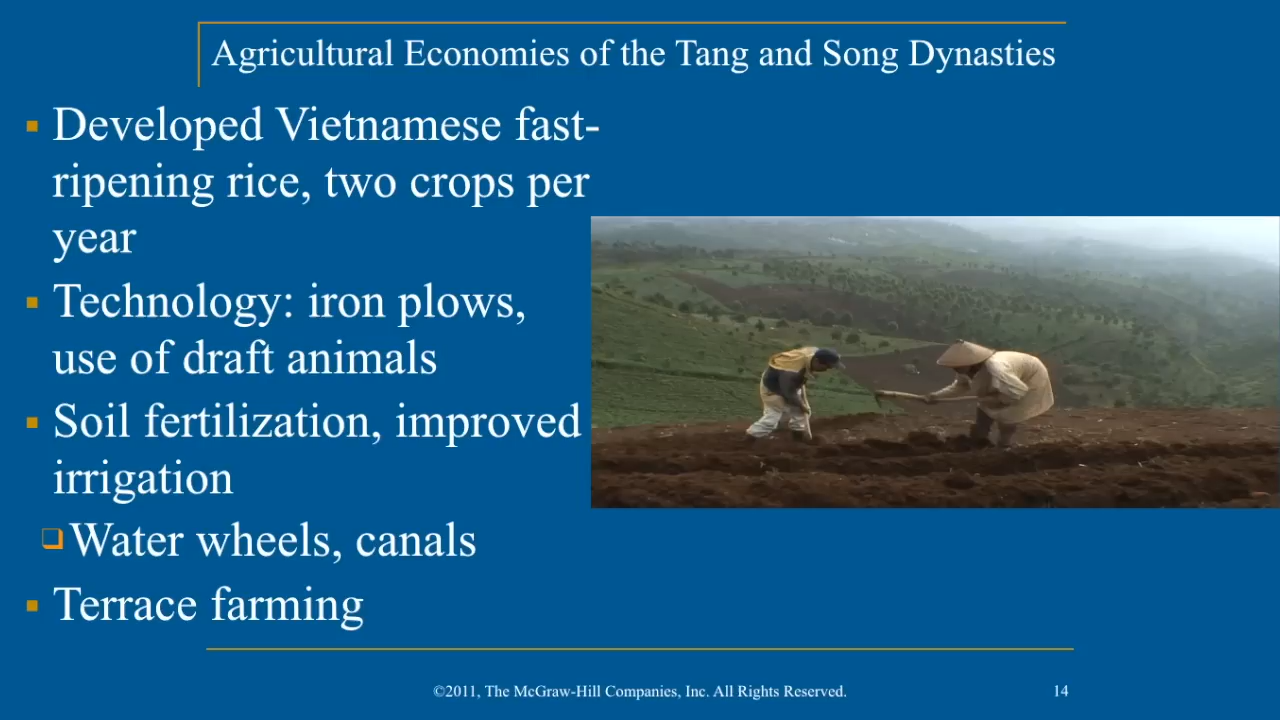 Agricultural Economies of the Tang and Song Dynasties
Developed Vietnamese fast-
ripening rice, two crops per
year
Technology: iron plows,
use of draft animals
Soil fertilization, improved
irrigation
Water wheels, canals
Terrace farming
©2011, The McGraw-Hill Companies, Inc. All Rights Reserved.
14